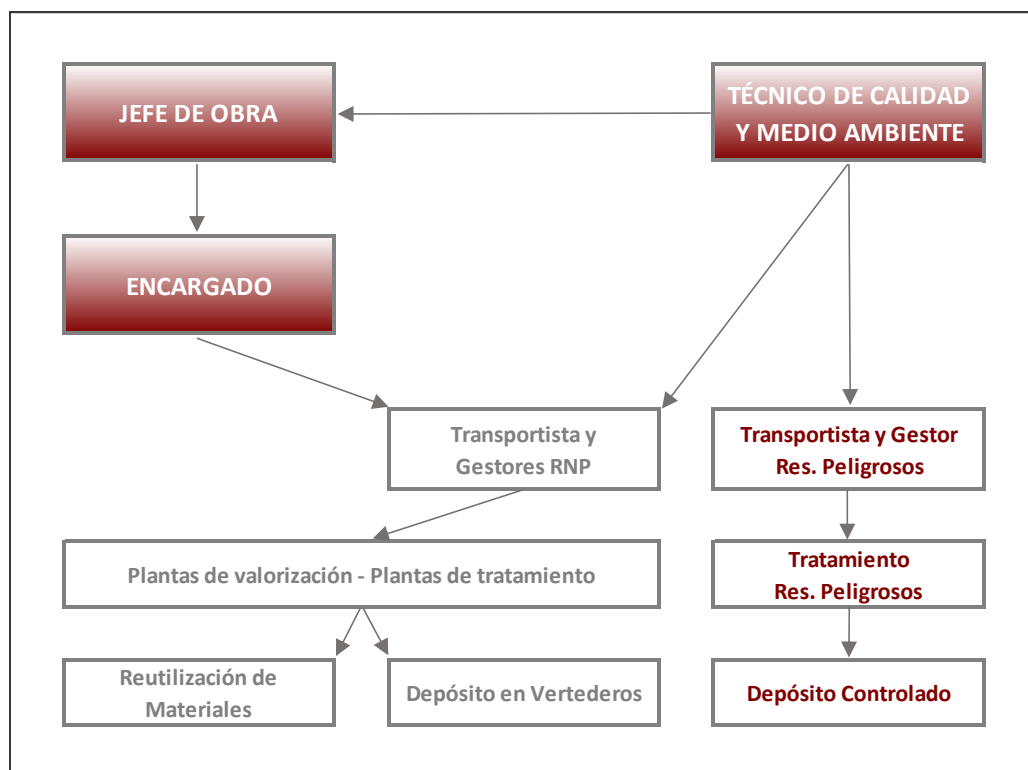 JEFE DE OBRA
TÉCNICO DE CALIDAD
Y MEDIO AMBIENTE
ENCARGADO
Transportista y
Gestores RNP
Transportista y Gestor
Res. Peligrosos
Plantas de valorización - Plantas de tratamiento
Tratamiento
Res. Peligrosos
Reutilización de
Materiales
Depósito en Vertederos
Depósito Controlado